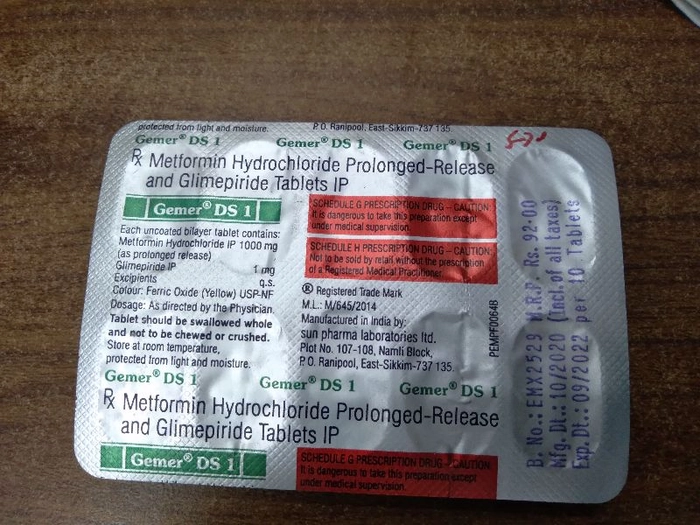 protected from light and moisture.
P.O. Ranipool, East-Sikkim-737 135.
Gemer® DS 1 Gemer® DS 1 Gemer® DS 1
Rx Metformin Hydrochloride Prolonged-Release
and Glimepiride Tablets IP
Gemer® DS 1
Each uncoated bilayer tablet contains:
Metformin Hydrochloride IP 1000 mg
(as prolonged release)
Glimepiride IP 1 mg
Excipients q.s.
Colour: Ferric Oxide (Yellow) USP-NF
Dosage: As directed by the Physician.
Tablet should be swallowed whole
and not to be chewed or crushed.
Store at room temperature,
protected from light and moisture.
SCHEDULE G PRESCRIPTION DRUG – CAUTION
It is dangerous to take this preparation except
under medical supervision.
SCHEDULE H PRESCRIPTION DRUG – CAUTION
Not to be sold by retail without the prescription
of a Registered Medical Practitioner.
® Registered Trade Mark
M.L.: M/645/2014
Manufactured in India by:
sun pharma laboratories ltd.
Plot No. 107-108, Namli Block,
P.O. Ranipool, East-Sikkim-737 135.
PEMPF0064B
Gemer® DS 1 Gemer® DS 1 Gemer® DS 1
Rx Metformin Hydrochloride Prolonged-Release
and Glimepiride Tablets IP
Gemer® DS 1
SCHEDULE G PRESCRIPTION DRUG – CAUTION
It is dangerous to take this preparation except
under medical supervision.
B. No.: EMX2529 M.R.P. Rs. 92-00
Mfg. Dt.: 10/2020 (Incl.of all taxes)
Exp. Dt.: 09/2022 per 10 Tablets